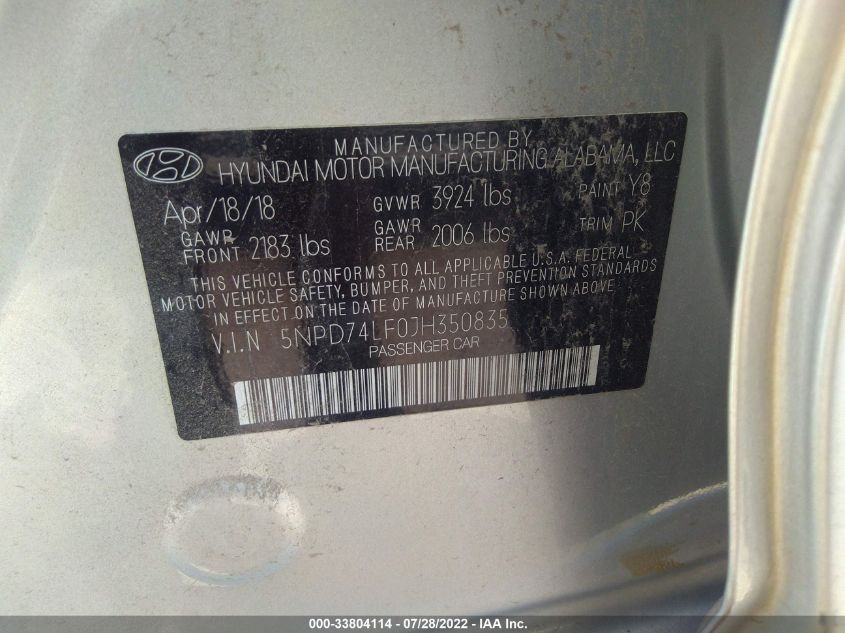 MANUFACTURED BY
HYUNDAI MOTOR MANUFACTURING ALABAMA, LLC
Apr/18/18 GVWR 3924 lbs PAINT Y8
GAWR FRONT 2183 lbs GAWR REAR 2006 lbs TRIM PK
THIS VEHICLE CONFORMS TO ALL APPLICABLE U.S.A. FEDERAL
MOTOR VEHICLE SAFETY, BUMPER, AND THEFT PREVENTION STANDARDS
IN EFFECT ON THE DATE OF MANUFACTURE SHOWN ABOVE.
V.I.N 5NPD74LF0JH350835
PASSENGER CAR
000-33804114 - 07/28/2022 - IAA Inc.